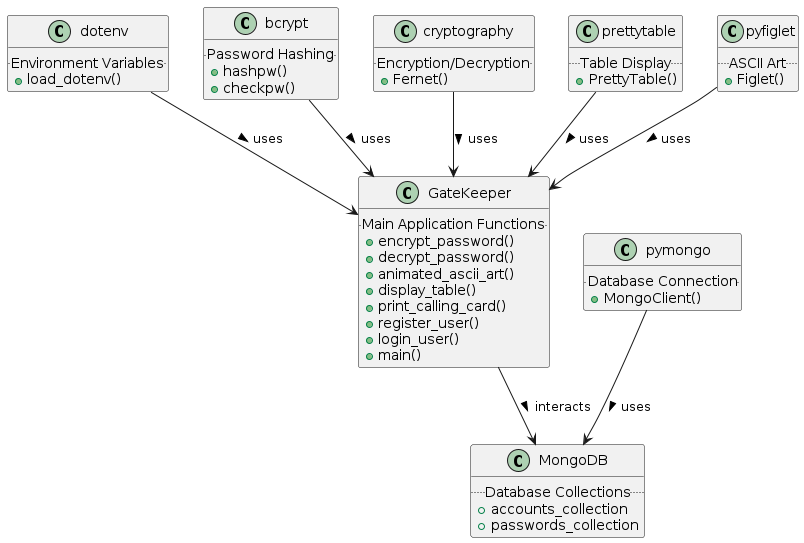 C dotenv
Environment Variables
load_dotenv()
C bcrypt
Password Hashing
hashpw()
checkpw()
C cryptography
Encryption/Decryption
Fernet()
C prettytable
Table Display
PrettyTable()
C pyfiglet
ASCII Art
Figlet()
uses
uses
uses
uses
uses
C GateKeeper
Main Application Functions
encrypt_password()
decrypt_password()
animated_ascii_art()
display_table()
print_calling_card()
register_user()
login_user()
main()
C pymongo
Database Connection
MongoClient()
interacts
uses
C MongoDB
Database Collections
accounts_collection
passwords_collection